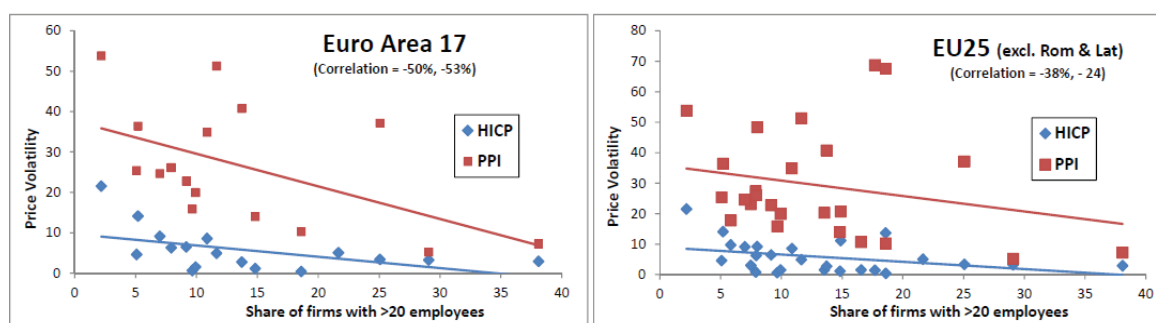 Euro Area 17
(Correlation = -50%, -53%)
HICP
PPI
Price Volatility
60
50
40
30
20
10
0
0 5 10 15 20 25 30 35 40
Share of firms with >20 employees
EU25 (excl. Rom & Lat)
(Correlation = -38%, - 24)
HICP
PPI
Price Volatility
80
70
60
50
40
30
20
10
0
0 5 10 15 20 25 30 35 40
Share of firms with >20 employees